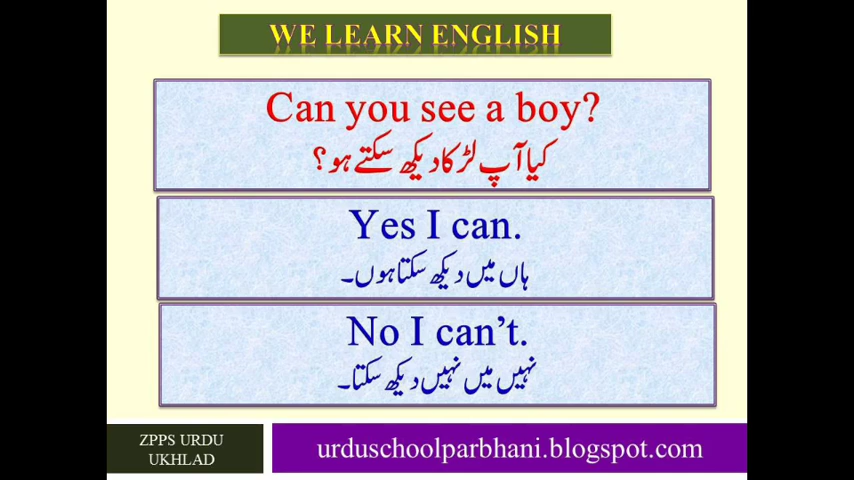 WE LEARN ENGLISH
Can you see a boy?
کیا آپ لڑکا دیکھ سکتے ہو ؟
Yes I can.
ہاں میں دیکھ سکتا ہوں۔
No I can’t.
نہیں میں نہیں دیکھ سکتا۔
ZPPS URDU
UKHLAD
urduschoolparbhani.blogspot.com